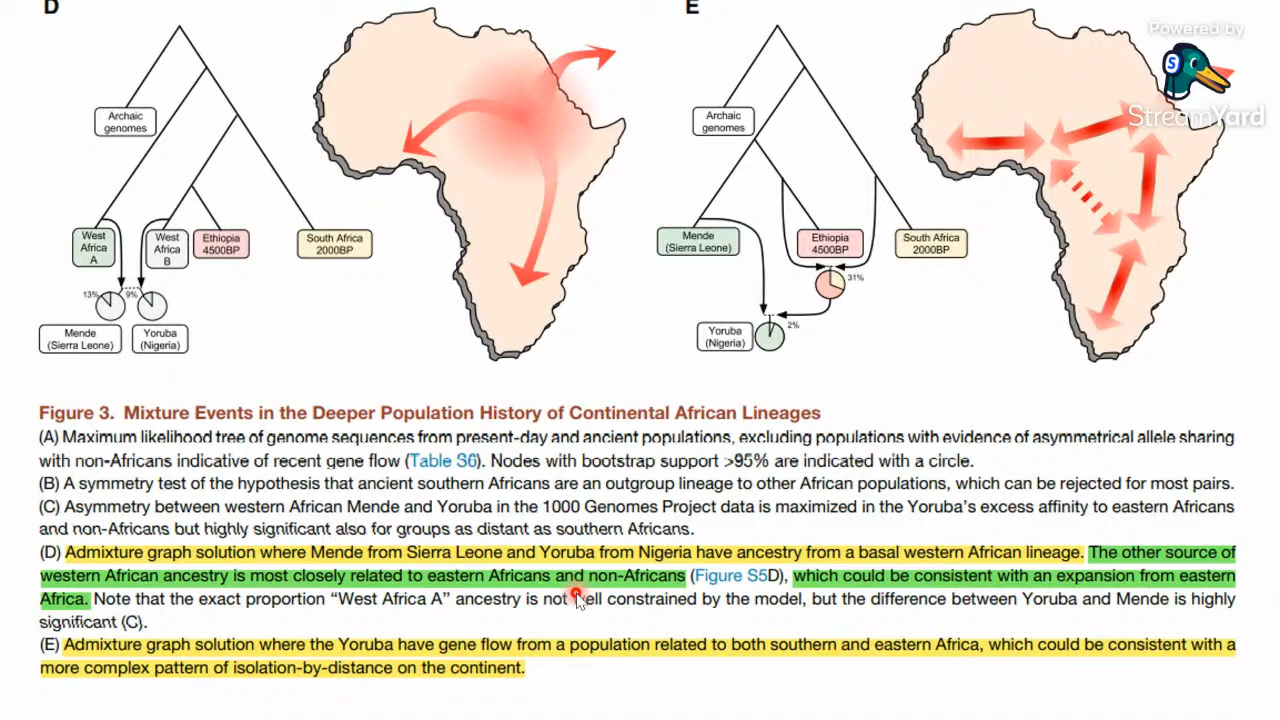 D
E
Powered by
S
StreamYard
Archaic
genomes
West
Africa
A
West
Africa
B
Ethiopia
4500BP
South Africa
2000BP
13%
9%
Mende
(Sierra Leone)
Yoruba
(Nigeria)
Archaic
genomes
Mende
(Sierra Leone)
Ethiopia
4500BP
South Africa
2000BP
31%
Yoruba
(Nigeria)
2%
Figure 3. Mixture Events in the Deeper Population History of Continental African Lineages
(A) Maximum likelihood tree of genome sequences from present-day and ancient populations, excluding populations with evidence of asymmetrical allele sharing
with non-Africans indicative of recent gene flow (Table S6). Nodes with bootstrap support >95% are indicated with a circle.
(B) A symmetry test of the hypothesis that ancient southern Africans are an outgroup lineage to other African populations, which can be rejected for most pairs.
(C) Asymmetry between western African Mende and Yoruba in the 1000 Genomes Project data is maximized in the Yoruba's excess affinity to eastern Africans
and non-Africans but highly significant also for groups as distant as southern Africans.
(D) Admixture graph solution where Mende from Sierra Leone and Yoruba from Nigeria have ancestry from a basal western African lineage. The other source of
western African ancestry is most closely related to eastern Africans and non-Africans (Figure S5D), which could be consistent with an expansion from eastern
Africa. Note that the exact proportion "West Africa A" ancestry is not well constrained by the model, but the difference between Yoruba and Mende is highly
significant (C).
(E) Admixture graph solution where the Yoruba have gene flow from a population related to both southern and eastern Africa, which could be consistent with a
more complex pattern of isolation-by-distance on the continent.